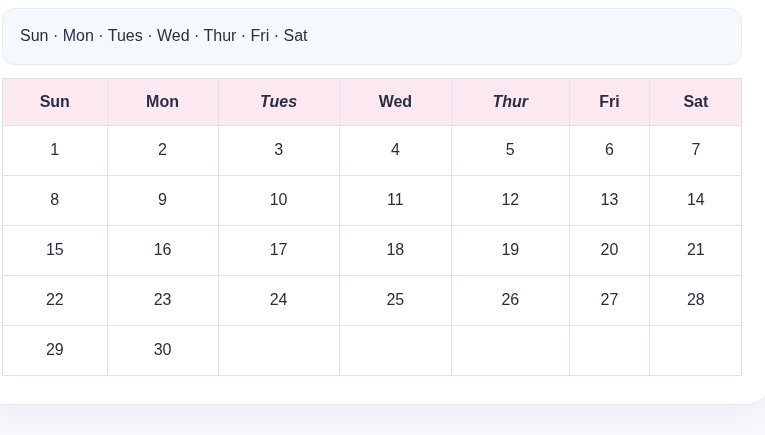 Sun · Mon · Tues · Wed · Thur · Fri · Sat
Sun Mon Tues Wed Thur Fri Sat
1 2 3 4 5 6 7
8 9 10 11 12 13 14
15 16 17 18 19 20 21
22 23 24 25 26 27 28
29 30